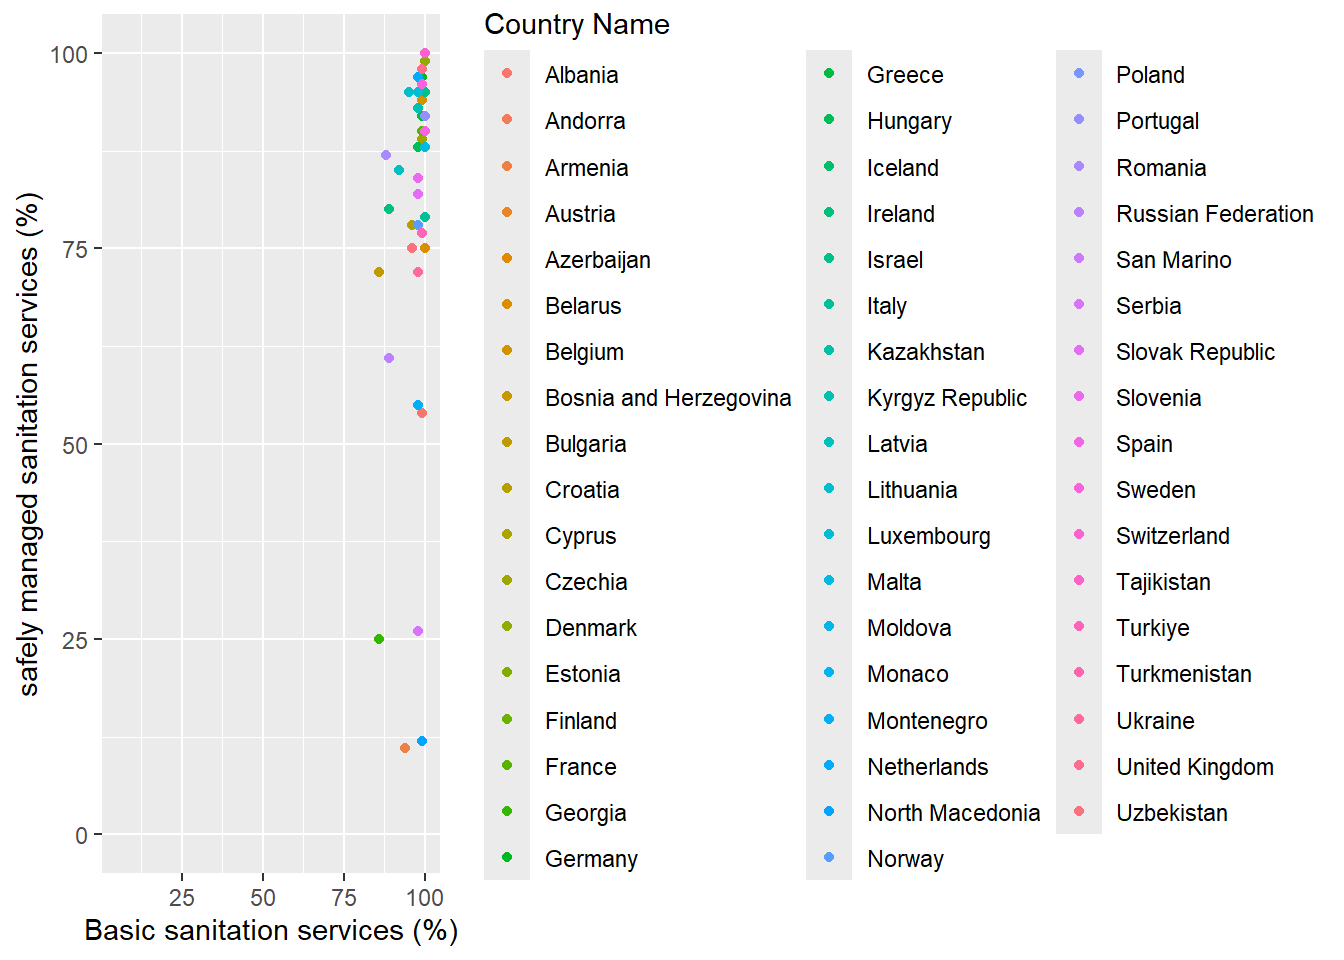 Country Name
Albania
Andorra
Armenia
Austria
Azerbaijan
Belarus
Belgium
Bosnia and Herzegovina
Bulgaria
Croatia
Cyprus
Czechia
Denmark
Estonia
Finland
France
Georgia
Germany
Greece
Hungary
Iceland
Ireland
Israel
Italy
Kazakhstan
Kyrgyz Republic
Latvia
Lithuania
Luxembourg
Malta
Moldova
Monaco
Montenegro
Netherlands
North Macedonia
Norway
Poland
Portugal
Romania
Russian Federation
San Marino
Serbia
Slovak Republic
Slovenia
Spain
Sweden
Switzerland
Tajikistan
Turkiye
Turkmenistan
Ukraine
United Kingdom
Uzbekistan
safely managed sanitation services (%)
100
75
50
25
0
25 50 75 100
Basic sanitation services (%)